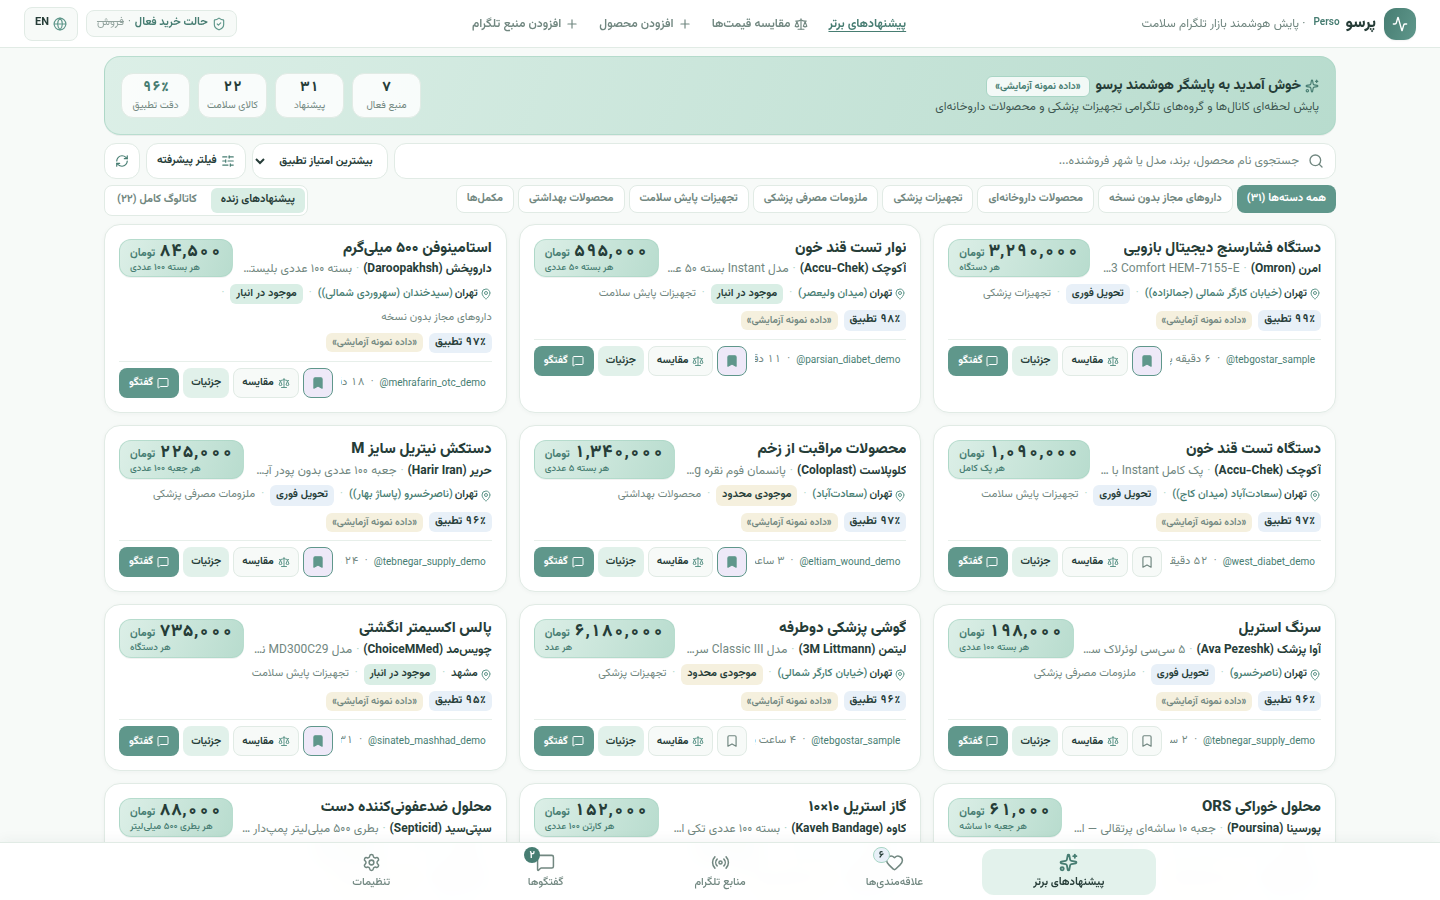 پرسو Perso · پایش هوشمند بازار تلگرام سلامت
پیشنهادهای برتر
مقایسه قیمت‌ها
افزودن محصول
افزودن منبع تلگرام
حالت خرید فعال · فروش
EN
خوش آمدید به پایشگر هوشمند پرسو «داده نمونه آزمایشی»
پایش لحظه‌ای کانال‌ها و گروه‌های تلگرامی تجهیزات پزشکی و محصولات داروخانه‌ای
۷ منبع فعال
۳۱ پیشنهاد
۲۲ کالای سلامت
۹۶٪ دقت تطبیق
جستجوی نام محصول، برند، مدل یا شهر فروشنده...
بیشترین امتیاز تطبیق
فیلتر پیشرفته
همه دسته‌ها (۳۱)
داروهای مجاز بدون نسخه
محصولات داروخانه‌ای
تجهیزات پزشکی
ملزومات مصرفی پزشکی
تجهیزات پایش سلامت
محصولات بهداشتی
مکمل‌ها
پیشنهادهای زنده
کاتالوگ کامل (۲۲)
دستگاه فشارسنج دیجیتال بازویی
۳,۲۹۰,۰۰۰ تومان
هر دستگاه
امرن (Omron) · 3 Comfort HEM-7155-E...
تهران (خیابان کارگر شمالی (جمالزاده)) · تحویل فوری · تجهیزات پزشکی
۹۹٪ تطبیق «داده نمونه آزمایشی»
@tebgostar_sample · ۶ دقیقه
مقایسه جزئیات گفتگو
نوار تست قند خون
۵۹۵,۰۰۰ تومان
هر بسته ۵۰ عددی
آکوچک (Accu-Chek) · مدل Instant بسته ۵۰ عـ...
تهران (میدان ولیعصر) · موجود در انبار · تجهیزات پایش سلامت
۹۸٪ تطبیق «داده نمونه آزمایشی»
@parsian_diabet_demo · ۱۱
مقایسه جزئیات گفتگو
استامینوفن ۵۰۰ میلی‌گرم
۸۴,۵۰۰ تومان
هر بسته ۱۰۰ عددی
داروپخش (Daroopakhsh) · بسته ۱۰۰ عددی بلیستـ...
تهران (سیدخندان (سهروردی شمالی)) · موجود در انبار ·
داروهای مجاز بدون نسخه
۹۷٪ تطبیق «داده نمونه آزمایشی»
@mehrafarin_otc_demo · ۱۸
مقایسه جزئیات گفتگو
دستگاه تست قند خون
۱,۰۹۰,۰۰۰ تومان
هر پک کامل
آکوچک (Accu-Chek) · پک کامل Instant با ...
تهران (سعادت‌آباد (میدان کاج)) · تحویل فوری · تجهیزات پایش سلامت
۹۷٪ تطبیق «داده نمونه آزمایشی»
@west_diabet_demo · ۵۲
مقایسه جزئیات گفتگو
محصولات مراقبت از زخم
۱,۳۴۰,۰۰۰ تومان
هر بسته ۵ عددی
کلوپلاست (Coloplast) · پانسمان فوم نقره g...
تهران (سعادت‌آباد) · موجودی محدود · محصولات بهداشتی
۹۷٪ تطبیق «داده نمونه آزمایشی»
@eltiam_wound_demo · ۳
مقایسه جزئیات گفتگو
دستکش نیتریل سایز M
۲۲۵,۰۰۰ تومان
هر جعبه ۱۰۰ عددی
حریر (Harir Iran) · جعبه ۱۰۰ عددی بدون پودر آبـ...
تهران (ناصرخسرو (پاساژ بهار)) · تحویل فوری · ملزومات مصرفی پزشکی
۹۶٪ تطبیق «داده نمونه آزمایشی»
@tebnegar_supply_demo · ۲۴
مقایسه جزئیات گفتگو
سرنگ استریل
۱۹۸,۰۰۰ تومان
هر بسته ۱۰۰ عددی
آوا پزشک (Ava Pezeshk) · ۵ سی‌سی لوئرلاک سـ...
تهران (ناصرخسرو) · تحویل فوری · ملزومات مصرفی پزشکی
۹۶٪ تطبیق «داده نمونه آزمایشی»
@tebnegar_supply_demo · ۲
مقایسه جزئیات گفتگو
گوشی پزشکی دوطرفه
۶,۱۸۰,۰۰۰ تومان
هر عدد
لیتمن (3M Littmann) · مدل Classic III سرـ...
تهران (خیابان کارگر شمالی) · موجودی محدود · تجهیزات پزشکی
۹۶٪ تطبیق «داده نمونه آزمایشی»
@tebgostar_sample · ۴ ساعت
مقایسه جزئیات گفتگو
پالس اکسیمتر انگشتی
۷۳۵,۰۰۰ تومان
هر دستگاه
چویس‌مد (ChoiceMMed) · مدل MD300C29 نـ...
مشهد · موجود در انبار · تجهیزات پایش سلامت
۹۵٪ تطبیق «داده نمونه آزمایشی»
@sinateb_mashhad_demo · ۳۱
مقایسه جزئیات گفتگو
محلول خوراکی ORS
۶۱,۰۰۰ تومان
هر جعبه ۱۰ ساشه
پورسینا (Poursina) · جعبه ۱۰ ساشه‌ای پرتقالی — ا...
گاز استریل ۱۰×۱۰
۱۵۲,۰۰۰ تومان
هر کارتن ۱۰۰ عددی
کاوه (Kaveh Bandage) · بسته ۱۰۰ عددی تکی ا...
محلول ضدعفونی‌کننده دست
۸۸,۰۰۰ تومان
هر بطری ۵۰۰ میلی‌لیتر
سپتی‌سید (Septicid) · بطری ۵۰۰ میلی‌لیتر پمپ‌دار ...
پیشنهادهای برتر
۶ علاقه‌مندی‌ها
منابع تلگرام
۲ گفتگوها
تنظیمات